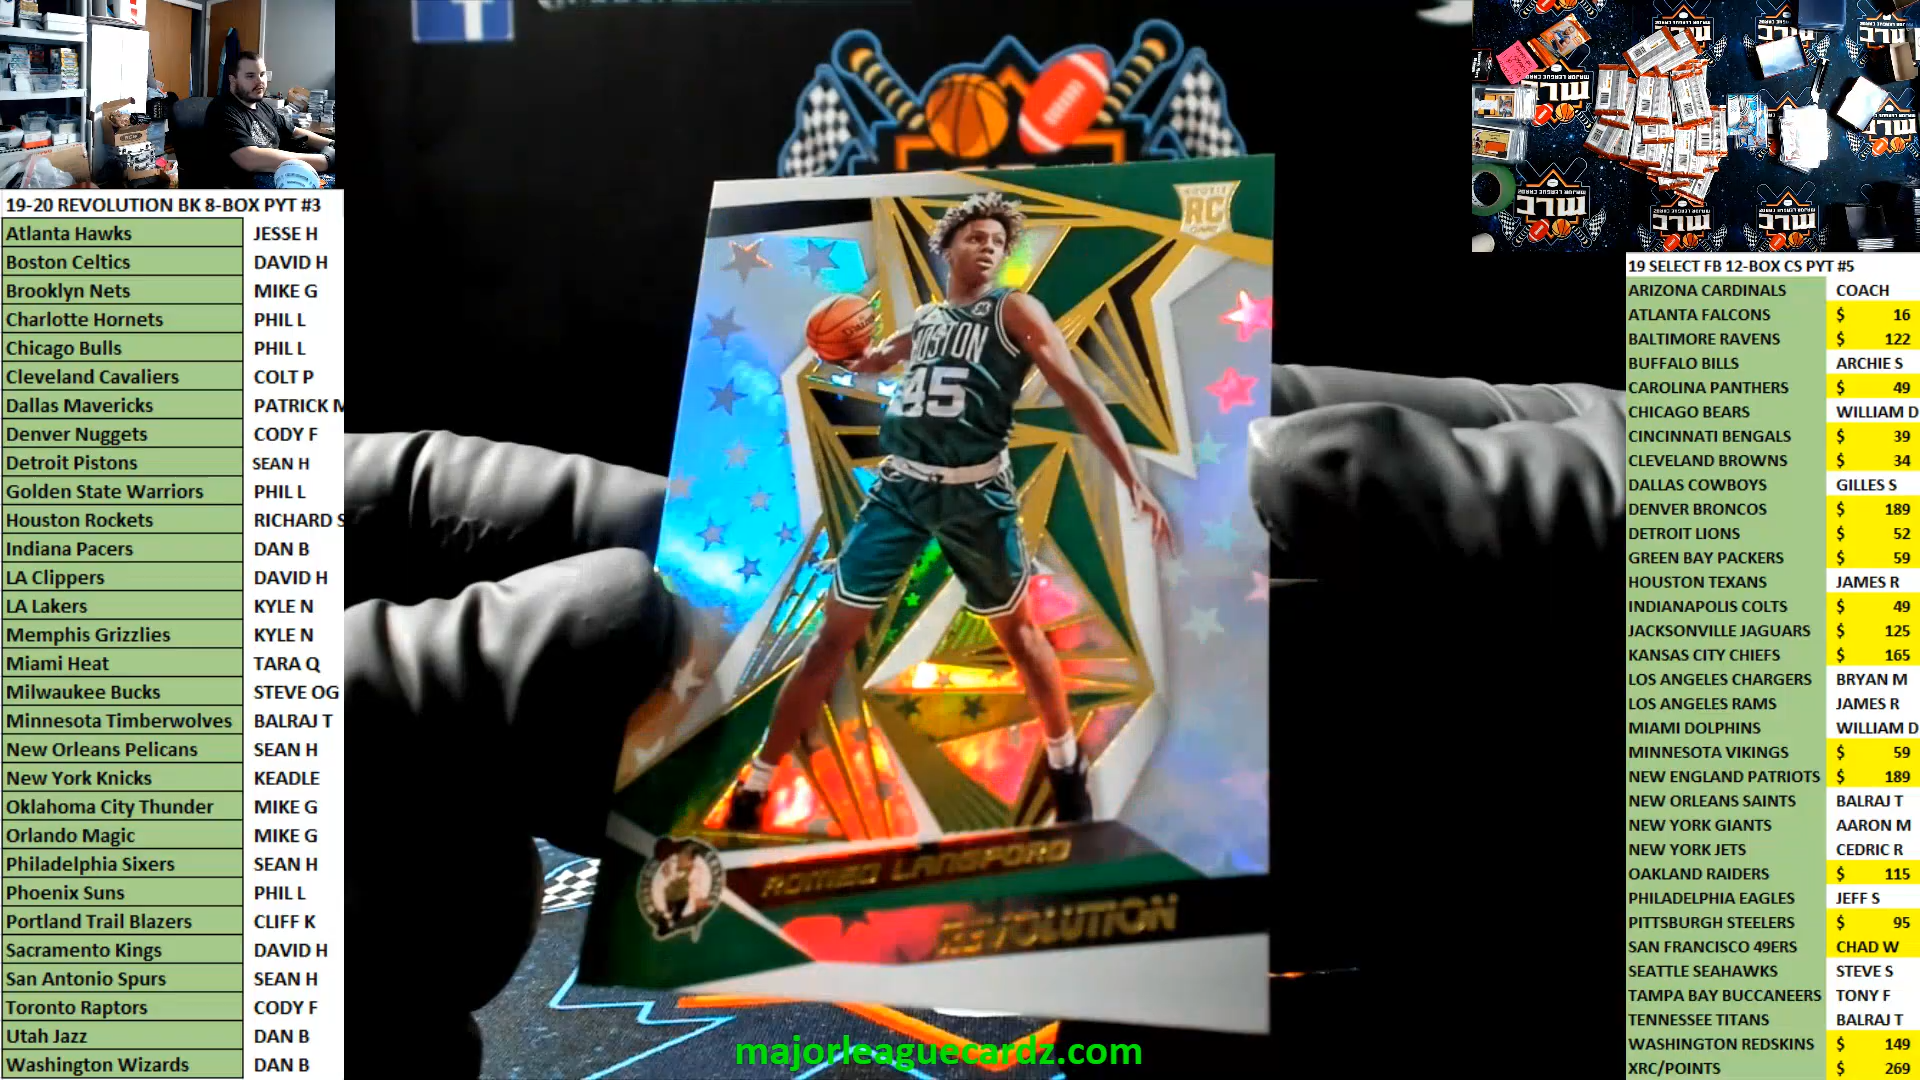 19-20 REVOLUTION BK 8-BOX PYT #3
Atlanta Hawks JESSE H
Boston Celtics DAVID H
Brooklyn Nets MIKE G
Charlotte Hornets PHIL L
Chicago Bulls PHIL L
Cleveland Cavaliers COLT P
Dallas Mavericks PATRICK M
Denver Nuggets CODY F
Detroit Pistons SEAN H
Golden State Warriors PHIL L
Houston Rockets RICHARD S
Indiana Pacers DAN B
LA Clippers DAVID H
LA Lakers KYLE N
Memphis Grizzlies KYLE N
Miami Heat TARA Q
Milwaukee Bucks STEVE OG
Minnesota Timberwolves BALRAJ T
New Orleans Pelicans SEAN H
New York Knicks KEADLE
Oklahoma City Thunder MIKE G
Orlando Magic MIKE G
Philadelphia Sixers SEAN H
Phoenix Suns PHIL L
Portland Trail Blazers CLIFF K
Sacramento Kings DAVID H
San Antonio Spurs SEAN H
Toronto Raptors CODY F
Utah Jazz DAN B
Washington Wizards DAN B
RC
BOSTON
45
ROMEO LANGFORD
REVOLUTION
majorleaguecardz.com
19 SELECT FB 12-BOX CS PYT #5
ARIZONA CARDINALS COACH
ATLANTA FALCONS $ 16
BALTIMORE RAVENS $ 122
BUFFALO BILLS ARCHIE S
CAROLINA PANTHERS $ 49
CHICAGO BEARS WILLIAM D
CINCINNATI BENGALS $ 39
CLEVELAND BROWNS $ 34
DALLAS COWBOYS GILLES S
DENVER BRONCOS $ 189
DETROIT LIONS $ 52
GREEN BAY PACKERS $ 59
HOUSTON TEXANS JAMES R
INDIANAPOLIS COLTS $ 49
JACKSONVILLE JAGUARS $ 125
KANSAS CITY CHIEFS $ 165
LOS ANGELES CHARGERS BRYAN M
LOS ANGELES RAMS JAMES R
MIAMI DOLPHINS WILLIAM D
MINNESOTA VIKINGS $ 59
NEW ENGLAND PATRIOTS $ 189
NEW ORLEANS SAINTS BALRAJ T
NEW YORK GIANTS AARON M
NEW YORK JETS CEDRIC R
OAKLAND RAIDERS $ 115
PHILADELPHIA EAGLES JEFF S
PITTSBURGH STEELERS $ 95
SAN FRANCISCO 49ERS CHAD W
SEATTLE SEAHAWKS STEVE S
TAMPA BAY BUCCANEERS TONY F
TENNESSEE TITANS BALRAJ T
WASHINGTON REDSKINS $ 149
XRC/POINTS $ 269